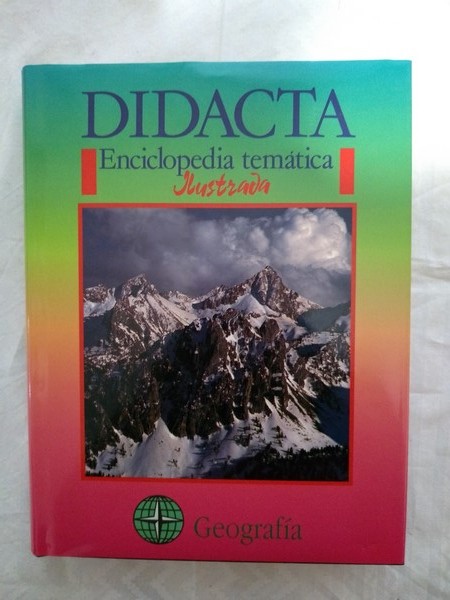 DIDACTA
Enciclopedia temática
Ilustrada
Geografía